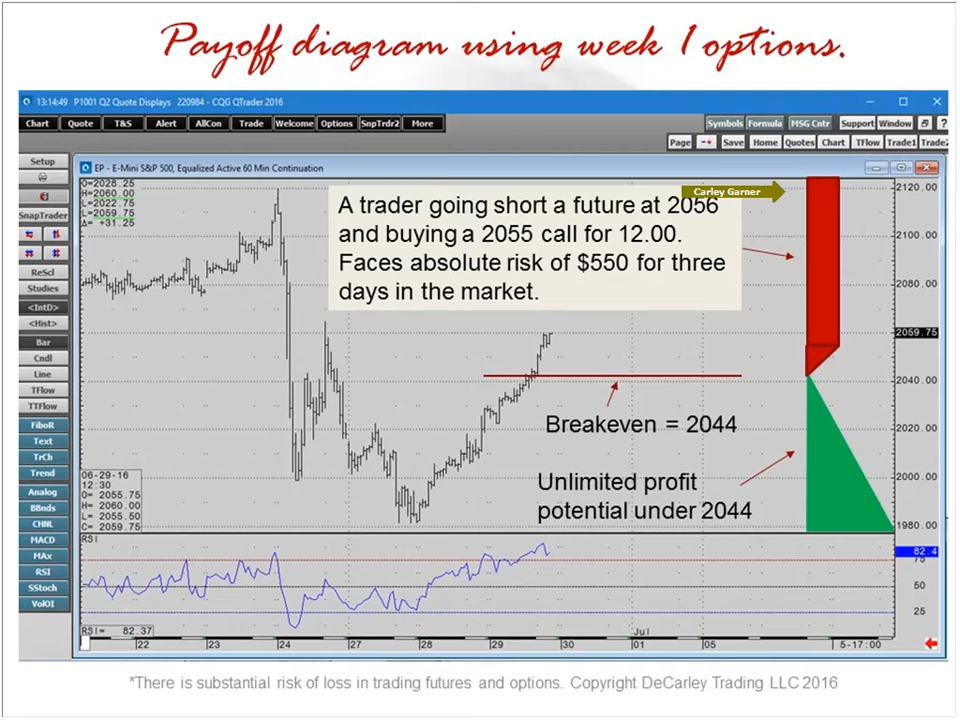 Payoff diagram using week 1 options.
13:14:49 P1001 Q2 Quote Displays 220984 - CQG QTrader 2016
Chart Quote T&S Alert AllCon Trade Welcome Options SnpTrdr2 More Symbols Formula MSG Cntr Support Window ?
Page Save Home Quotes Chart TFlow Trade1 Trade2
Setup
SnapTrader
ReScl
Studies
<IntD>
<Hist>
Bar
Cndl
Line
TFlow
TTFlow
FiboR
Text
TrCh
Trend
Analog
BBnds
CHNL
MACD
MAx
RSI
SStoch
VolOI
EP - E-Mini S&P 500, Equalized Active 60 Min Continuation
O=2028.25
H=2060.00
L=2022.75
L=2059.75
Δ= +31.25
Carley Garner
A trader going short a future at 2056
and buying a 2055 call for 12.00.
Faces absolute risk of $550 for three
days in the market.
2120.00
2100.00
2080.00
2059.75
2040.00
2020.00
2000.00
1980.00
Breakeven = 2044
Unlimited profit
potential under 2044
06-29-16
12:30
O= 2055.75
H= 2060.00
L= 2055.50
C= 2059.75
RSI
82.4
75
50
25
RSI= 82.37
Jul
22 23 24 27 28 29 30 01 05 5-17:00
*There is substantial risk of loss in trading futures and options. Copyright DeCarley Trading LLC 2016